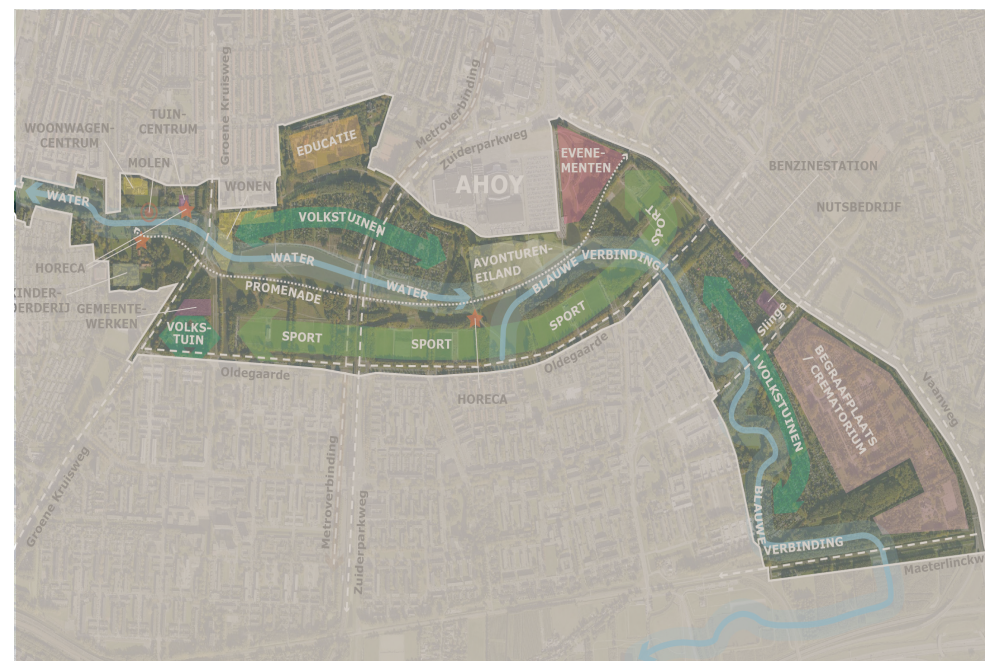 TUIN-
CENTRUM
WOONWAGEN-
CENTRUM
MOLEN
Groene Kruisweg
WONEN
EDUCATIE
Metroverbinding
Zuiderparkweg
AHOY
EVENE-
MENTEN
BENZINESTATION
NUTSBEDRIJF
WATER
VOLKSTUINEN
SPORT
WATER
AVONTUREN-
EILAND
BLAUWE VERBINDING
HORECA
PROMENADE
WATER
KINDER-
GEMEENTE-
WERKEN
VOLKS-
TUIN
SPORT
SPORT
SPORT
Slinge
VOLKSTUINEN
BEGRAAFPLAATS
/ CREMATORIUM
Vaanweg
Oldegaarde
Oldegaarde
HORECA
Groene Kruisweg
Metroverbinding
Zuiderparkweg
BLAUWE
VERBINDING
Maeterlinckw